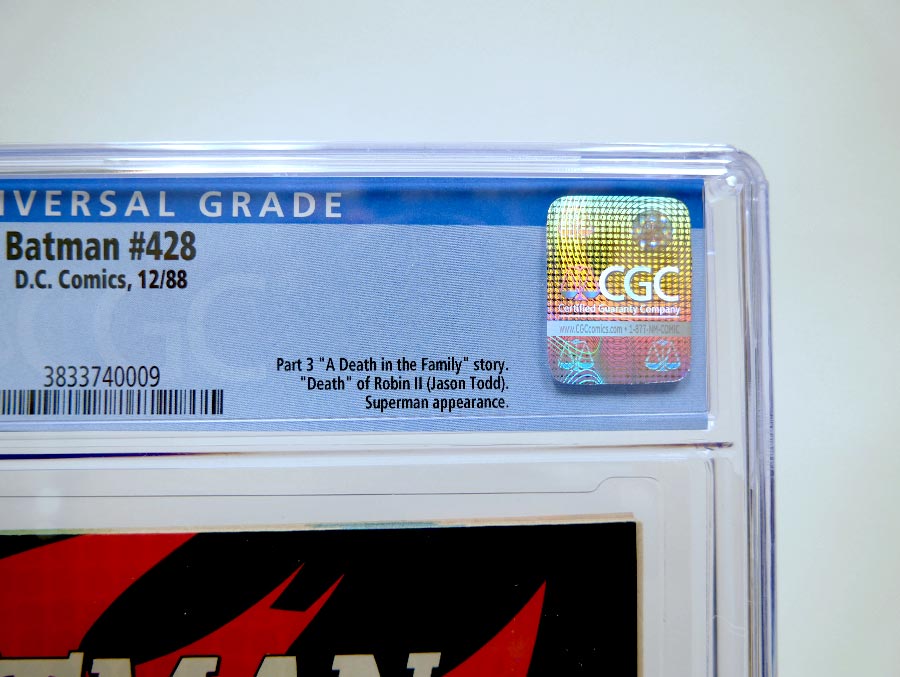 IVERSAL GRADE
Batman #428
D.C. Comics, 12/88
3833740009
Part 3 "A Death in the Family" story.
"Death" of Robin II (Jason Todd).
Superman appearance.
CGC
Certified Guaranty Company
www.CGCcomics.com • 1-877-NM-COMIC
TMAN